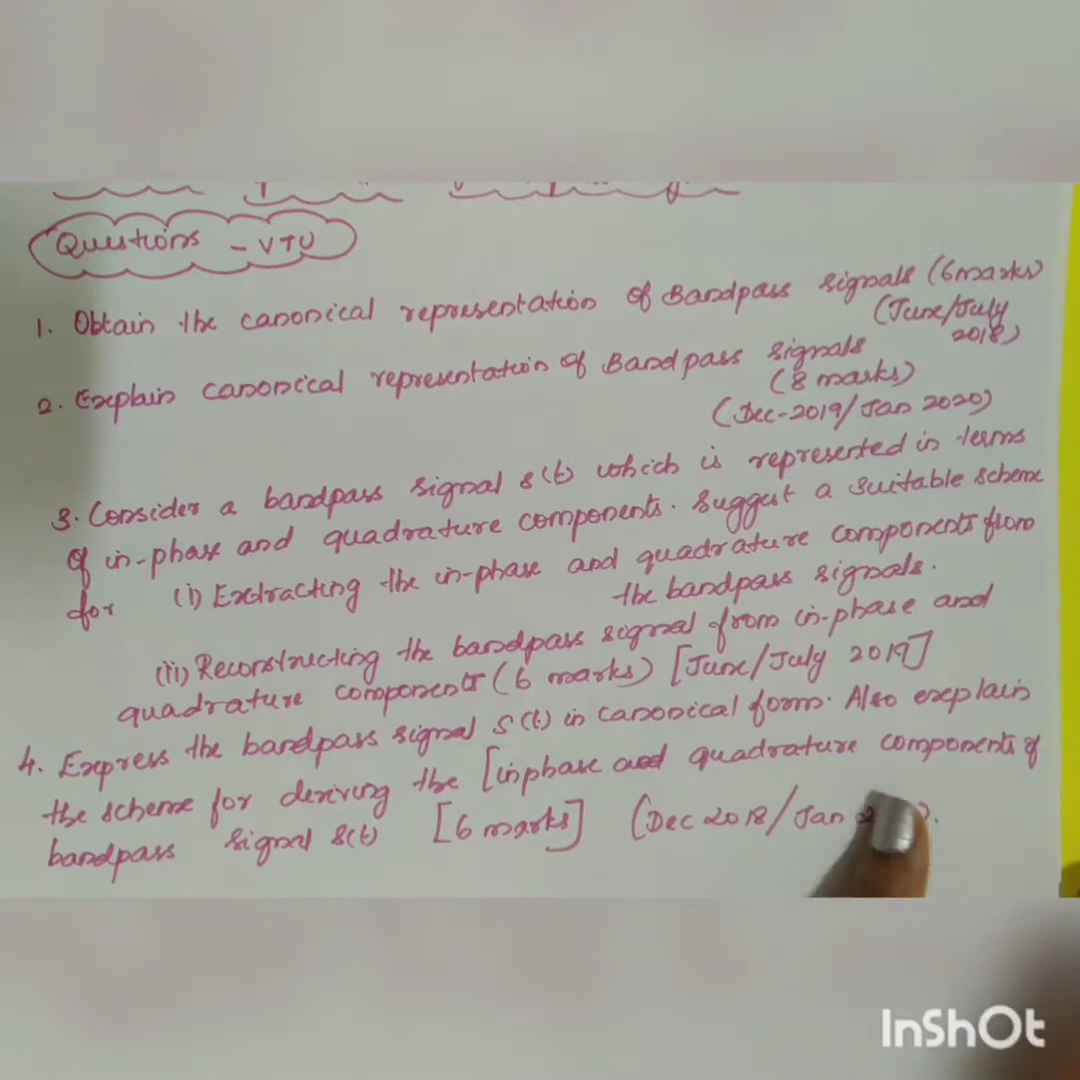 Questions - VTU
1. Obtain the canonical representation of Bandpass signals (6marks)
(June/July
2018)
2. Explain canonical representation of Bandpass signals
(8 marks)
(Dec-2019/Jan 2020)
3. Consider a bandpass signal s(t) which is represented in terms
of in-phase and quadrature components. Suggest a suitable scheme
for (i) Extracting the in-phase and quadrature components from
the bandpass signals.
(ii) Reconstructing the bandpass signal from in-phase and
quadrature components (6 marks) [June/July 2019]
4. Express the bandpass signal s(t) in canonical form. Also explain
the scheme for deriving the [inphase and quadrature components of
bandpass signal s(t) [6 marks] (Dec 2018/Jan
InShOt